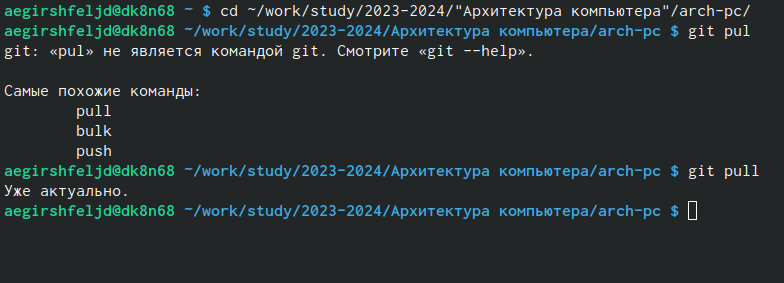 aegirshfeljd@dk8n68 ~ $ cd ~/work/study/2023-2024/"Архитектура компьютера"/arch-pc/
aegirshfeljd@dk8n68 ~/work/study/2023-2024/Архитектура компьютера/arch-pc $ git pul
git: «pul» не является командой git. Смотрите «git --help».

Самые похожие команды:
        pull
        bulk
        push
aegirshfeljd@dk8n68 ~/work/study/2023-2024/Архитектура компьютера/arch-pc $ git pull
Уже актуально.
aegirshfeljd@dk8n68 ~/work/study/2023-2024/Архитектура компьютера/arch-pc $